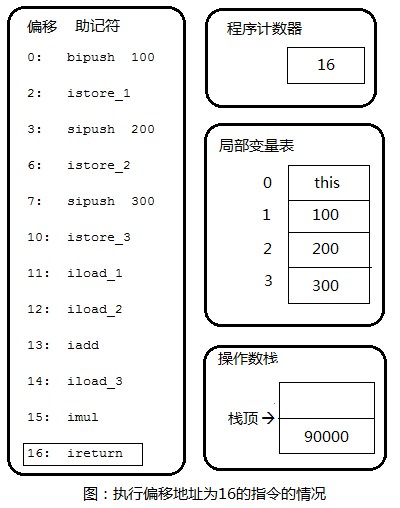 偏移 助记符
0: bipush 100
2: istore_1
3: sipush 200
6: istore_2
7: sipush 300
10: istore_3
11: iload_1
12: iload_2
13: iadd
14: iload_3
15: imul
16: ireturn
程序计数器
16
局部变量表
0 this
1 100
2 200
3 300
操作数栈
栈顶→
90000
图：执行偏移地址为16的指令的情况